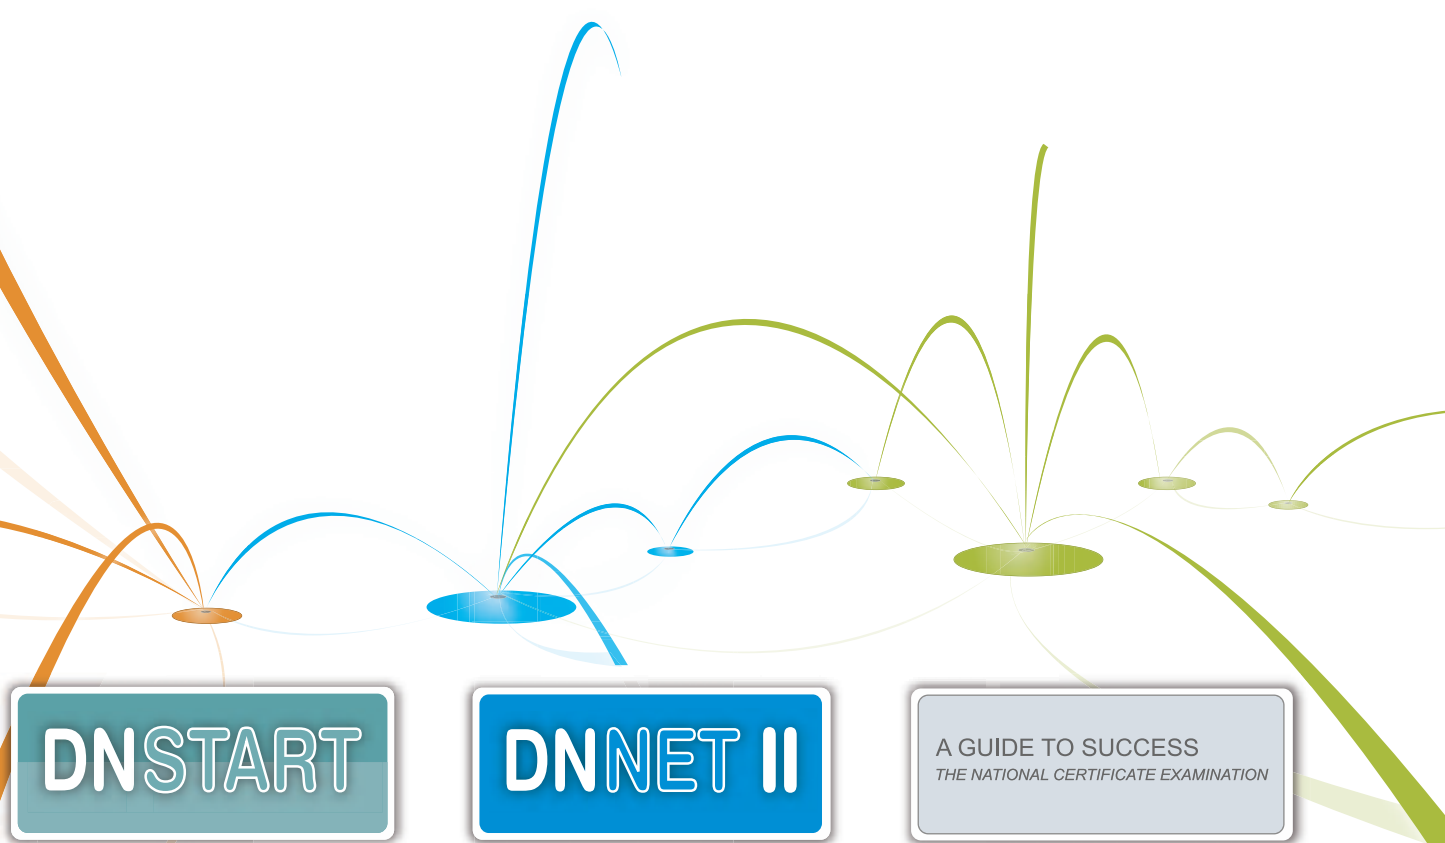 DNSTART
DNNET II
A GUIDE TO SUCCESS
THE NATIONAL CERTIFICATE EXAMINATION